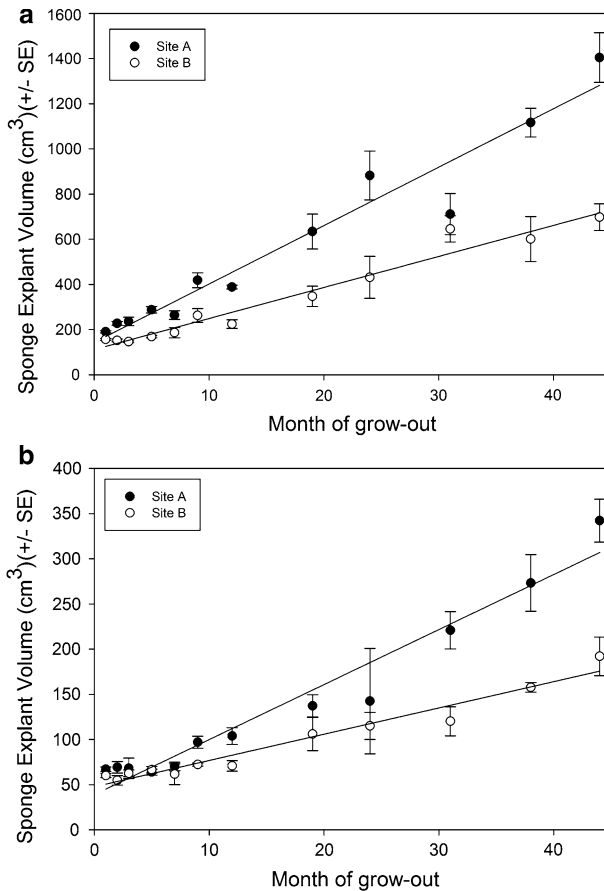 a
1600
1400
1200
1000
800
600
400
200
0
Sponge Explant Volume (cm3)(+/- SE)
Site A
Site B
0 10 20 30 40
Month of grow-out
b
400
350
300
250
200
150
100
50
0
Sponge Explant Volume (cm3)(+/- SE)
Site A
Site B
0 10 20 30 40
Month of grow-out